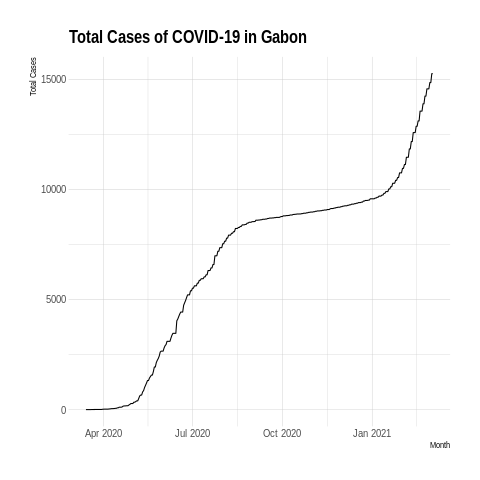 Total Cases of COVID-19 in Gabon
Total Cases
15000
10000
5000
0
Apr 2020 Jul 2020 Oct 2020 Jan 2021
Month